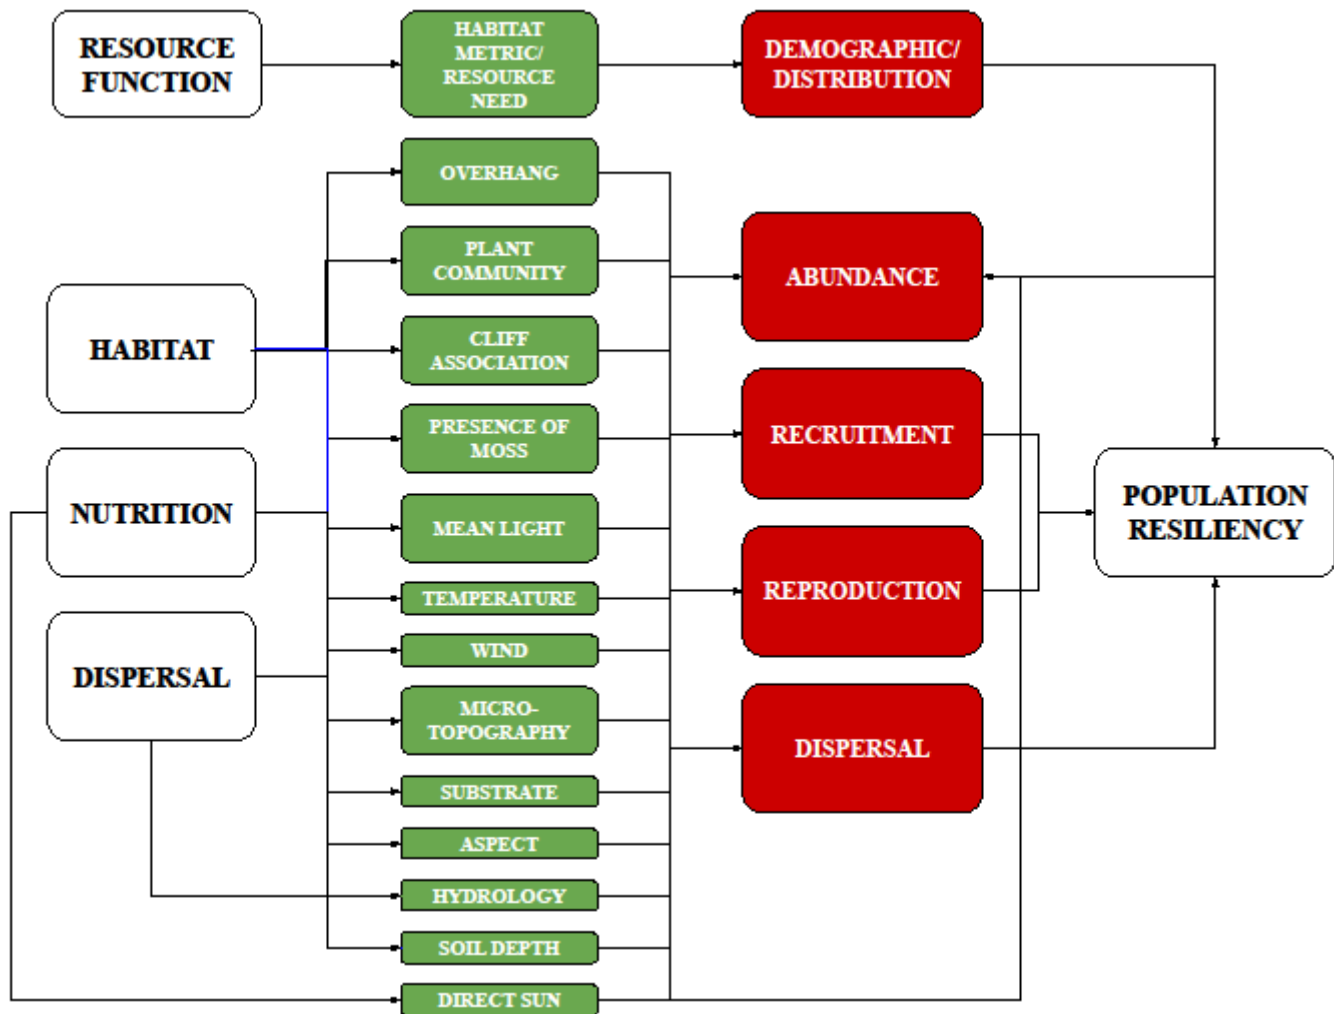 RESOURCE
FUNCTION
HABITAT
METRIC/
RESOURCE
NEED
DEMOGRAPHIC/
DISTRIBUTION
HABITAT
NUTRITION
DISPERSAL
OVERHANG
PLANT
COMMUNITY
CLIFF
ASSOCIATION
PRESENCE OF
MOSS
MEAN LIGHT
TEMPERATURE
WIND
MICRO-
TOPOGRAPHY
SUBSTRATE
ASPECT
HYDROLOGY
SOIL DEPTH
DIRECT SUN
ABUNDANCE
RECRUITMENT
REPRODUCTION
DISPERSAL
POPULATION
RESILIENCY